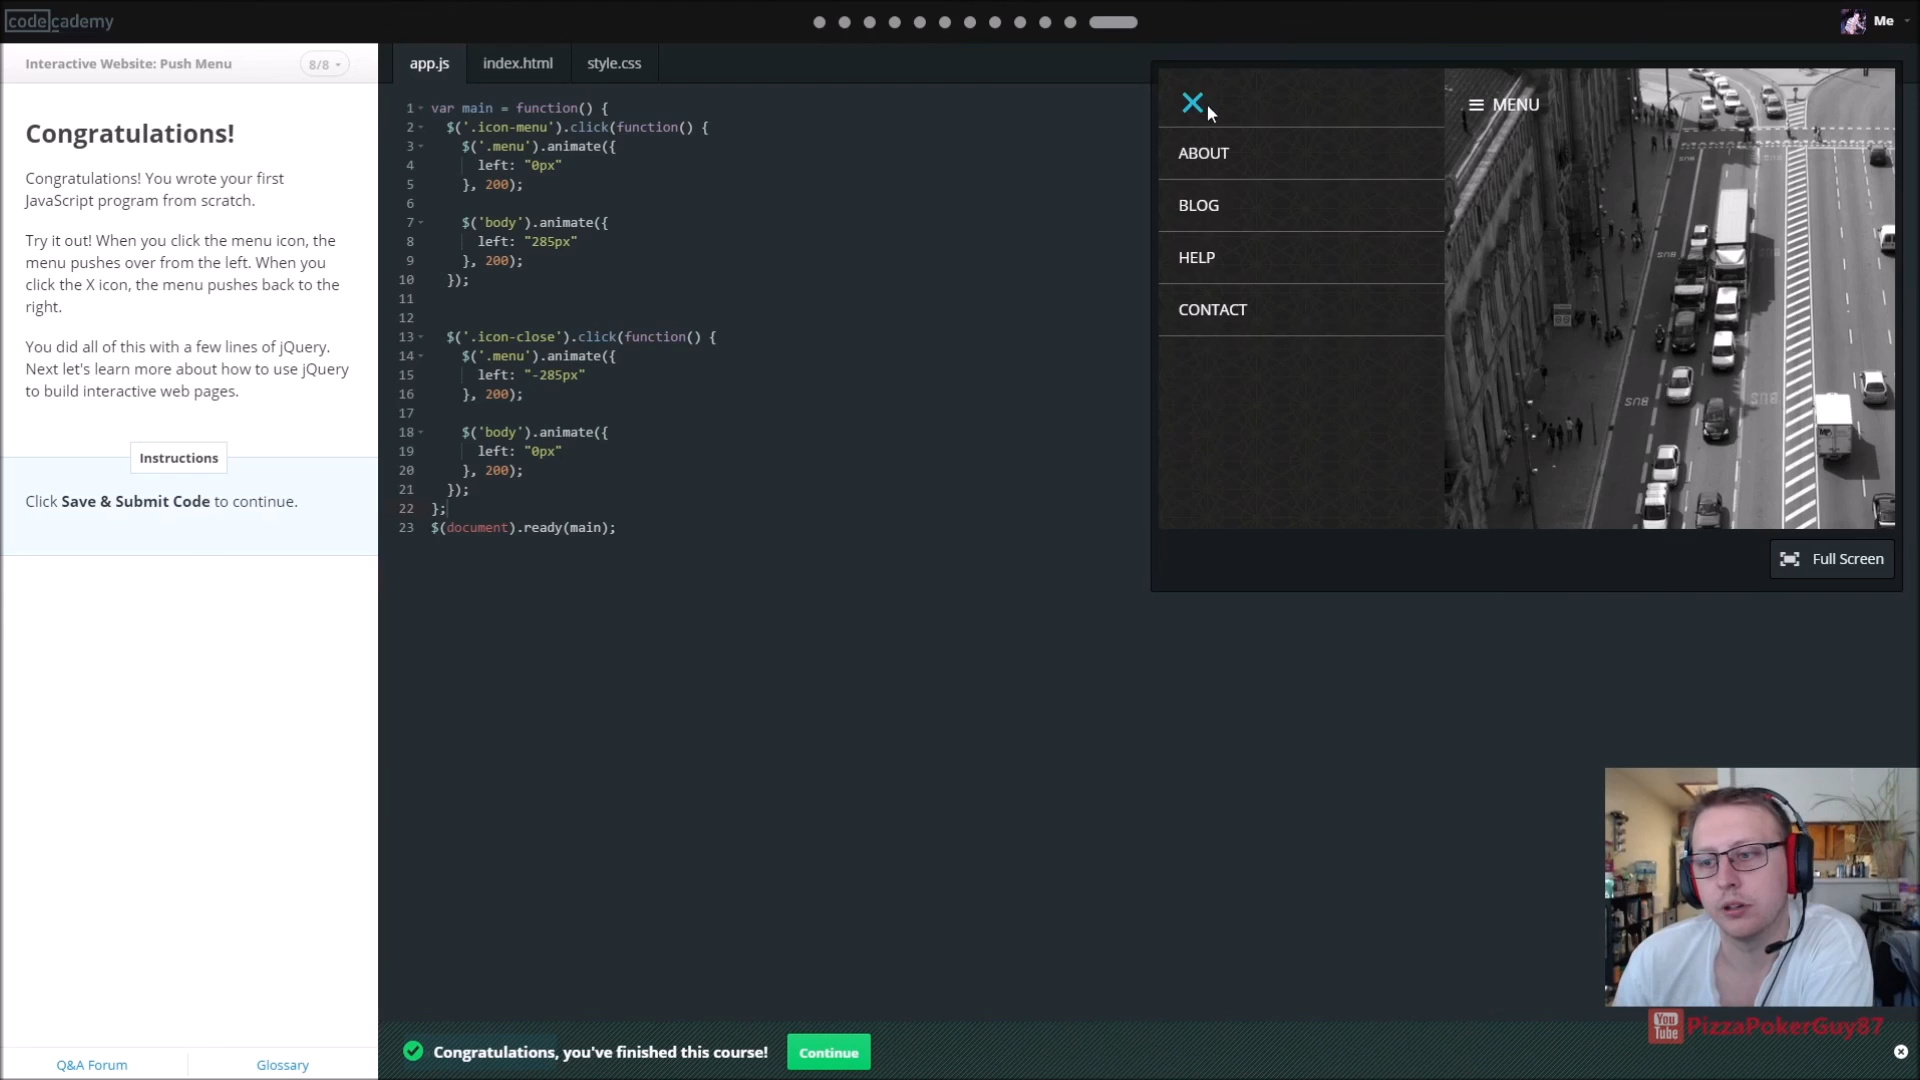 codecademy
Me
Interactive Website: Push Menu
8/8
app.js
index.html
style.css
Congratulations!
Congratulations! You wrote your first
JavaScript program from scratch.
Try it out! When you click the menu icon, the
menu pushes over from the left. When you
click the X icon, the menu pushes back to the
right.
You did all of this with a few lines of jQuery.
Next let's learn more about how to use jQuery
to build interactive web pages.
Instructions
Click Save & Submit Code to continue.
Q&A Forum
Glossary
1 var main = function() {
2 $('.icon-menu').click(function() {
3 $('.menu').animate({
4 left: "0px"
5 }, 200);
6
7 $('body').animate({
8 left: "285px"
9 }, 200);
10 });
11
12
13 $('.icon-close').click(function() {
14 $('.menu').animate({
15 left: "-285px"
16 }, 200);
17
18 $('body').animate({
19 left: "0px"
20 }, 200);
21 });
22 };
23 $(document).ready(main);
MENU
ABOUT
BLOG
HELP
CONTACT
BUS
BUS
Full Screen
Congratulations, you've finished this course!
Continue
You
Tube
PizzaPokerGuy87